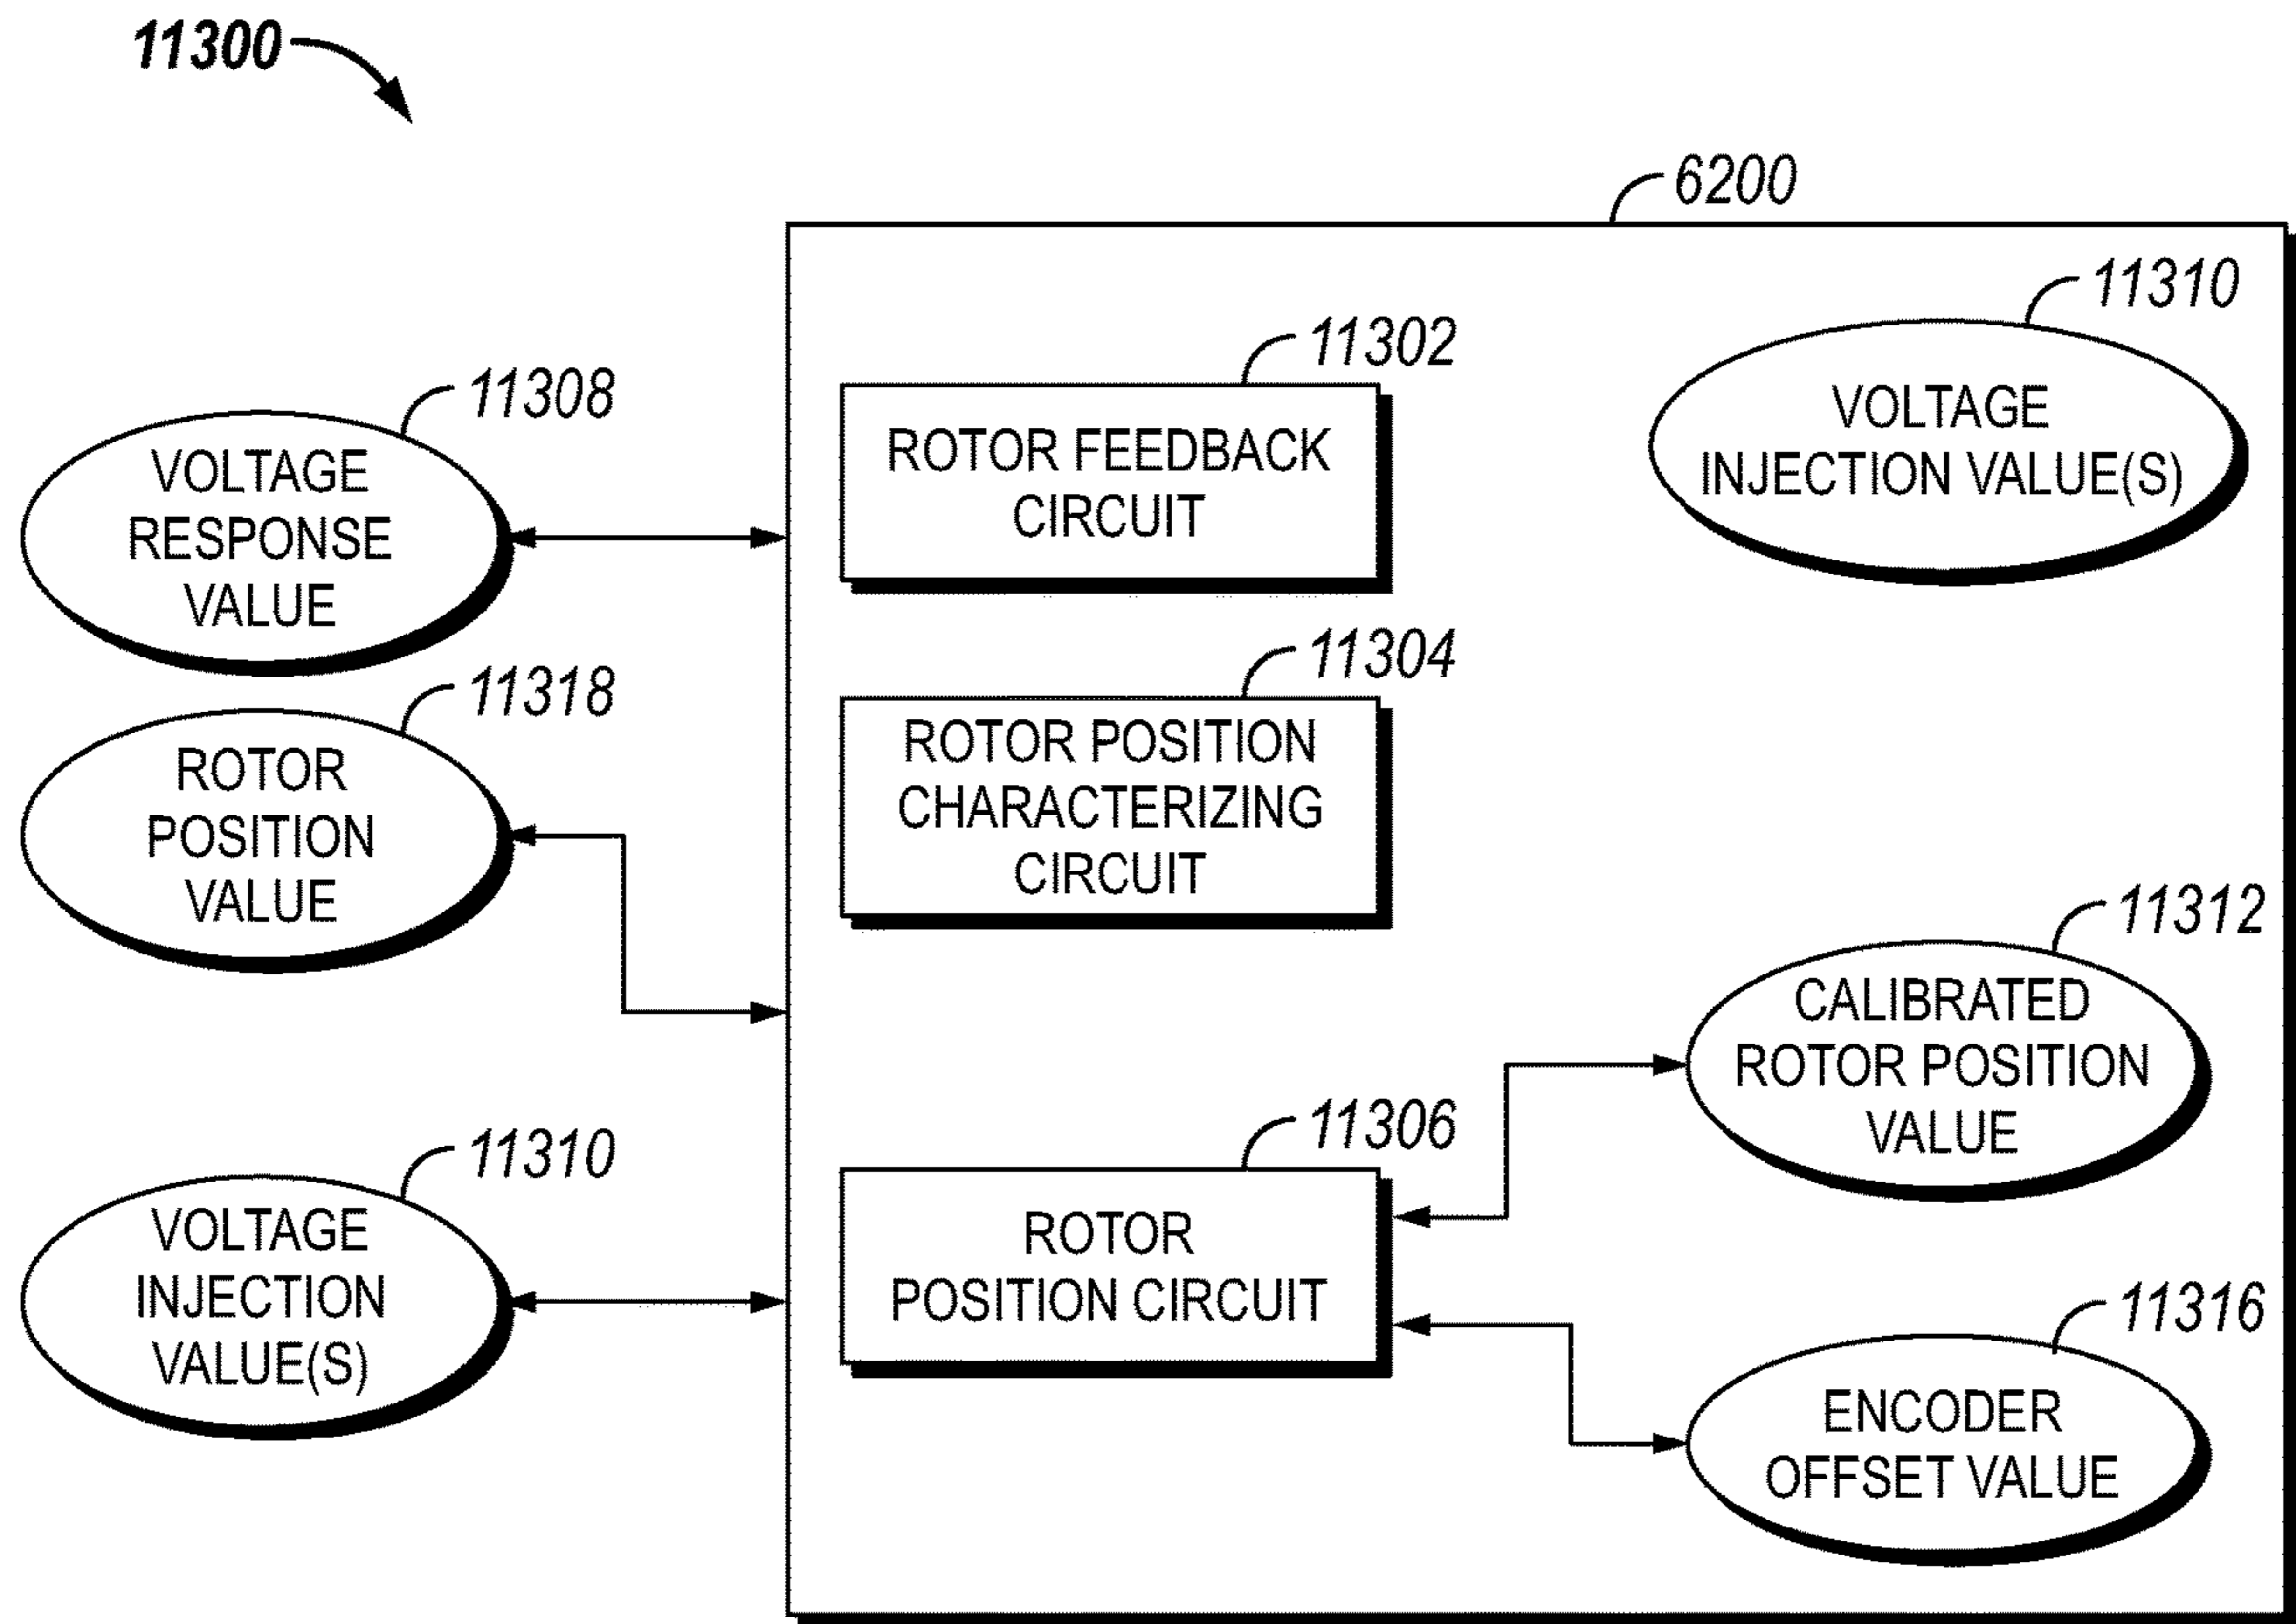 11300
6200
11310
VOLTAGE
INJECTION VALUE(S)
11302
ROTOR FEEDBACK
CIRCUIT
11308
VOLTAGE
RESPONSE
VALUE
11304
ROTOR POSITION
CHARACTERIZING
CIRCUIT
11318
ROTOR
POSITION
VALUE
11312
CALIBRATED
ROTOR POSITION
VALUE
11306
ROTOR
POSITION CIRCUIT
11310
VOLTAGE
INJECTION
VALUE(S)
11316
ENCODER
OFFSET VALUE